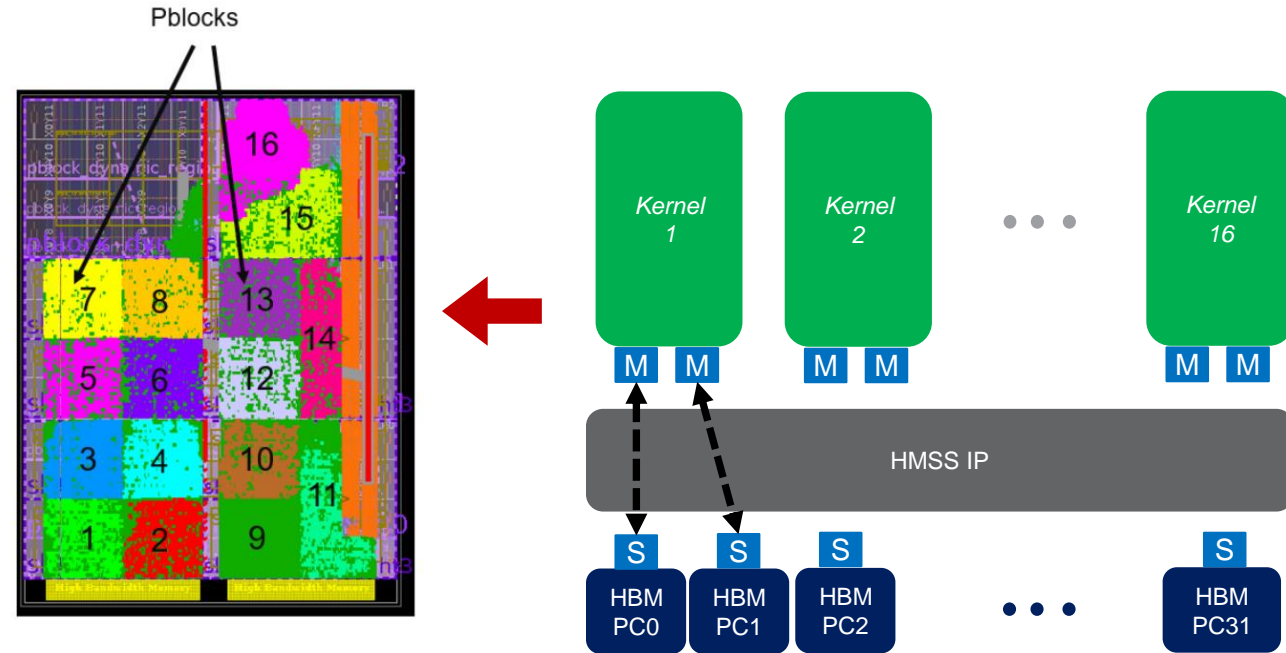 Pblocks
16
15
7
8
13
14
5
6
12
3
4
10
11
1
2
9
High Bandwidth Memory
High Bandwidth Memory
Kernel
1
Kernel
2
Kernel
16
M
M
M
M
M
M
HMSS IP
S
S
S
S
HBM
PC0
HBM
PC1
HBM
PC2
HBM
PC31